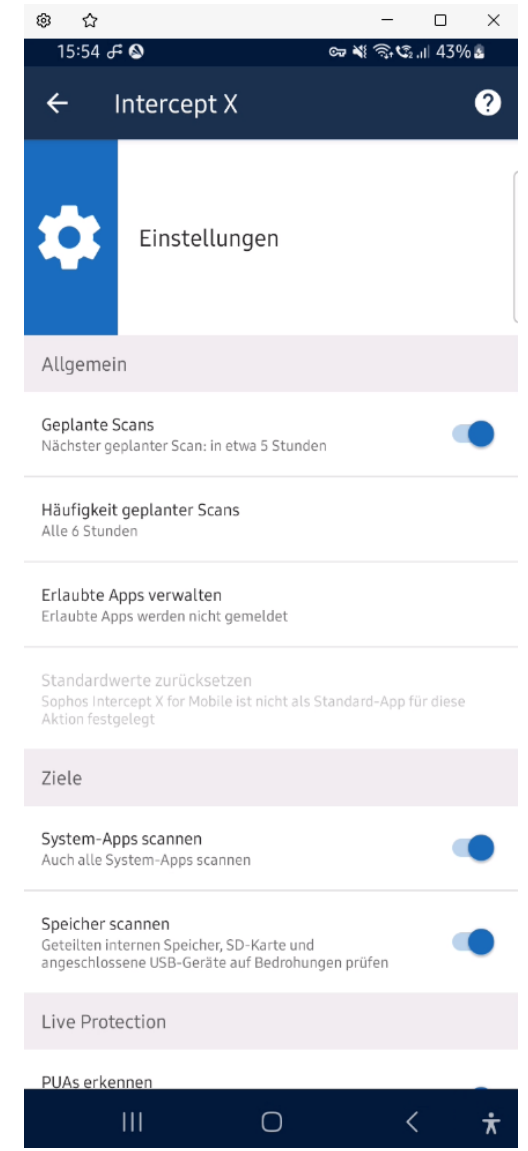 15:54 43%
Intercept X
Einstellungen
Allgemein
Geplante Scans
Nächster geplanter Scan: in etwa 5 Stunden
Häufigkeit geplanter Scans
Alle 6 Stunden
Erlaubte Apps verwalten
Erlaubte Apps werden nicht gemeldet
Standardwerte zurücksetzen
Sophos Intercept X for Mobile ist nicht als Standard-App für diese
Aktion festgelegt
Ziele
System-Apps scannen
Auch alle System-Apps scannen
Speicher scannen
Geteilten internen Speicher, SD-Karte und
angeschlossene USB-Geräte auf Bedrohungen prüfen
Live Protection
PUAs erkennen